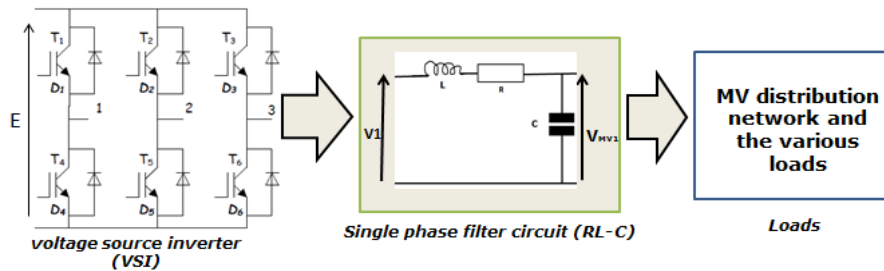 E
T1
T2
T3
D1
D2
D3
1
2
3
T4
T5
T6
D4
D5
D6
voltage source inverter
(VSI)
L
R
V1
C
VMV1
Single phase filter circuit (RL-C)
MV distribution
network and
the various
loads
Loads